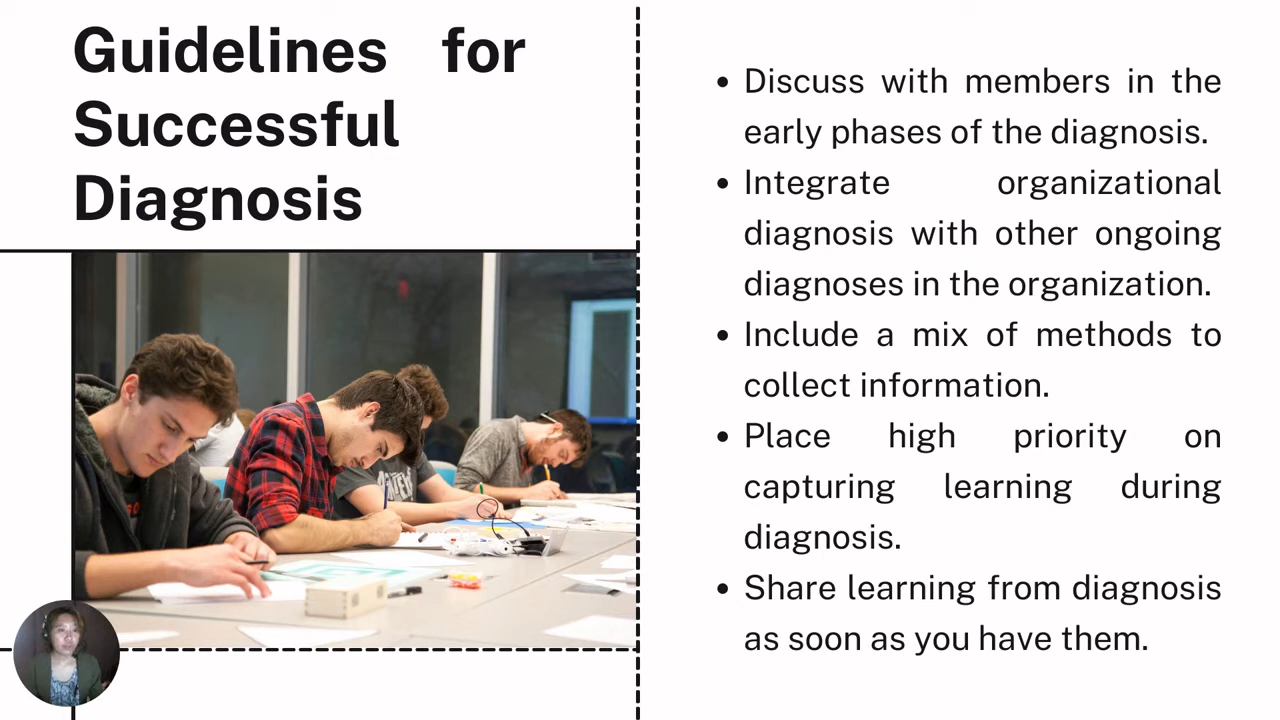 Guidelines for
Successful
Diagnosis
• Discuss with members in the
early phases of the diagnosis.
• Integrate organizational
diagnosis with other ongoing
diagnoses in the organization.
• Include a mix of methods to
collect information.
• Place high priority on
capturing learning during
diagnosis.
• Share learning from diagnosis
as soon as you have them.